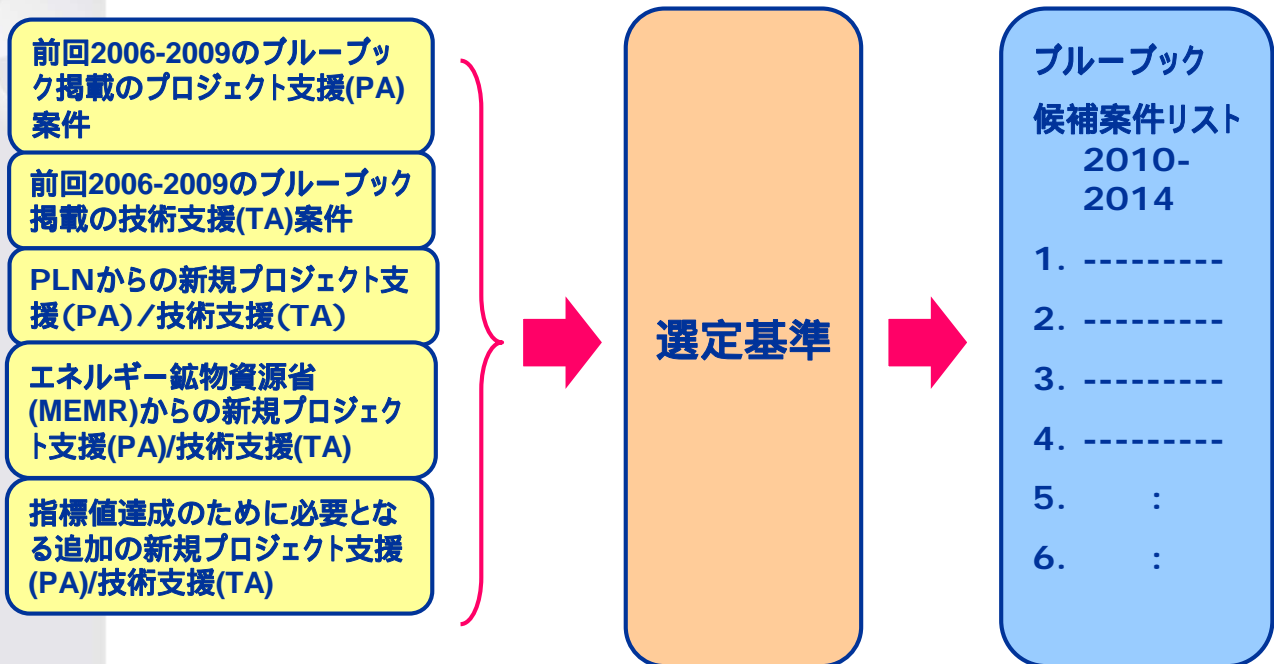 前回2006-2009のブルーブッ
ク掲載のプロジェクト支援(PA)
案件
前回2006-2009のブルーブック
掲載の技術支援(TA)案件
PLNからの新規プロジェクト支
援(PA)/技術支援(TA)
エネルギー鉱物資源省
(MEMR)からの新規プロジェク
ト支援(PA)/技術支援(TA)
指標値達成のために必要とな
る追加の新規プロジェクト支援
(PA)/技術支援(TA)
選定基準
ブルーブック
候補案件リスト
2010-
2014
1. ---------
2. ---------
3. ---------
4. ---------
5. :
6. :